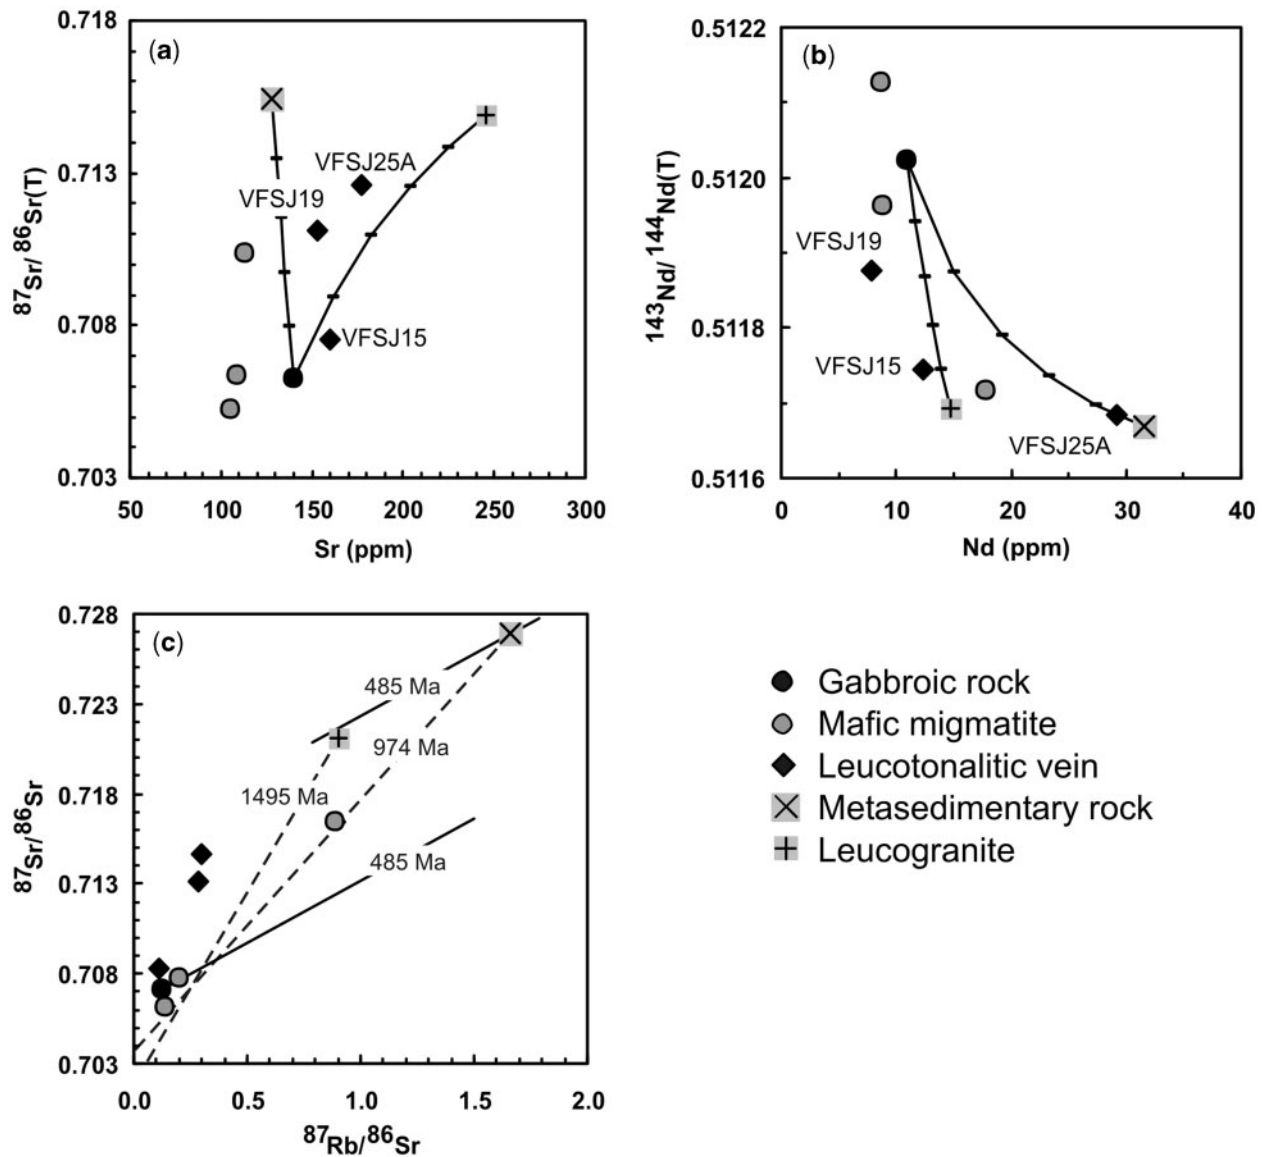 (a)
0.718
0.713
0.708
0.703
87Sr/ 86Sr(T)
VFSJ25A
VFSJ19
VFSJ15
50 100 150 200 250 300
Sr (ppm)
(b)
0.5122
0.5120
0.5118
0.5116
143Nd/ 144Nd(T)
VFSJ19
VFSJ15
VFSJ25A
0 10 20 30 40
Nd (ppm)
(c)
0.728
0.723
0.718
0.713
0.708
0.703
87Sr/86Sr
485 Ma
974 Ma
1495 Ma
485 Ma
0.0 0.5 1.0 1.5 2.0
87Rb/86Sr
Gabbroic rock
Mafic migmatite
Leucotonalitic vein
Metasedimentary rock
Leucogranite